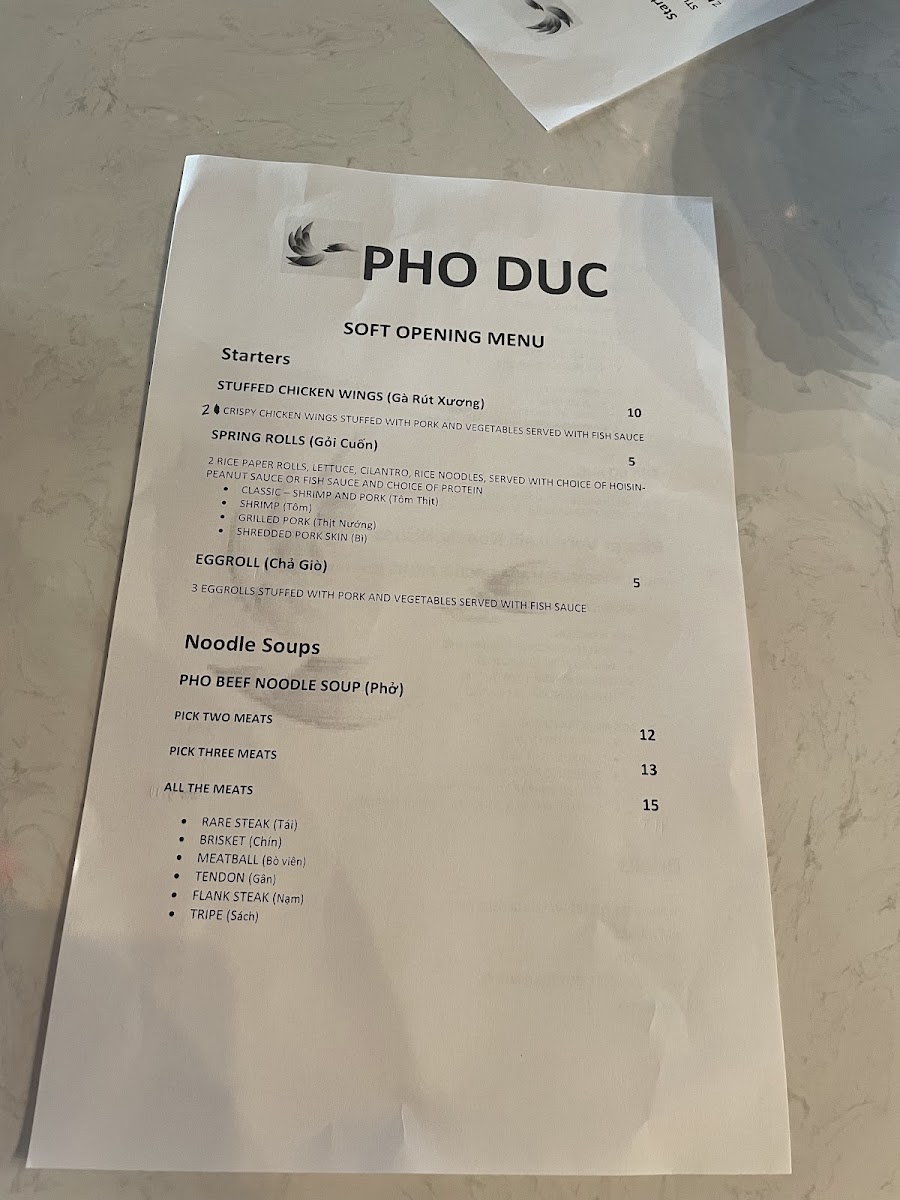 PHO DUC
SOFT OPENING MENU
Starters
STUFFED CHICKEN WINGS (Gà Rút Xương) 10
2 CRISPY CHICKEN WINGS STUFFED WITH PORK AND VEGETABLES SERVED WITH FISH SAUCE
SPRING ROLLS (Gỏi Cuốn) 5
2 RICE PAPER ROLLS, LETTUCE, CILANTRO, RICE NOODLES, SERVED WITH CHOICE OF HOISIN-
PEANUT SAUCE OR FISH SAUCE AND CHOICE OF PROTEIN
• CLASSIC – SHRIMP AND PORK (Tôm Thịt)
• SHRIMP (Tôm)
• GRILLED PORK (Thịt Nướng)
• SHREDDED PORK SKIN (Bì)
EGGROLL (Chả Giò) 5
3 EGGROLLS STUFFED WITH PORK AND VEGETABLES SERVED WITH FISH SAUCE
Noodle Soups
PHO BEEF NOODLE SOUP (Phở)
PICK TWO MEATS 12
PICK THREE MEATS 13
ALL THE MEATS 15
• RARE STEAK (Tái)
• BRISKET (Chín)
• MEATBALL (Bò viên)
• TENDON (Gân)
• FLANK STEAK (Nạm)
• TRIPE (Sách)